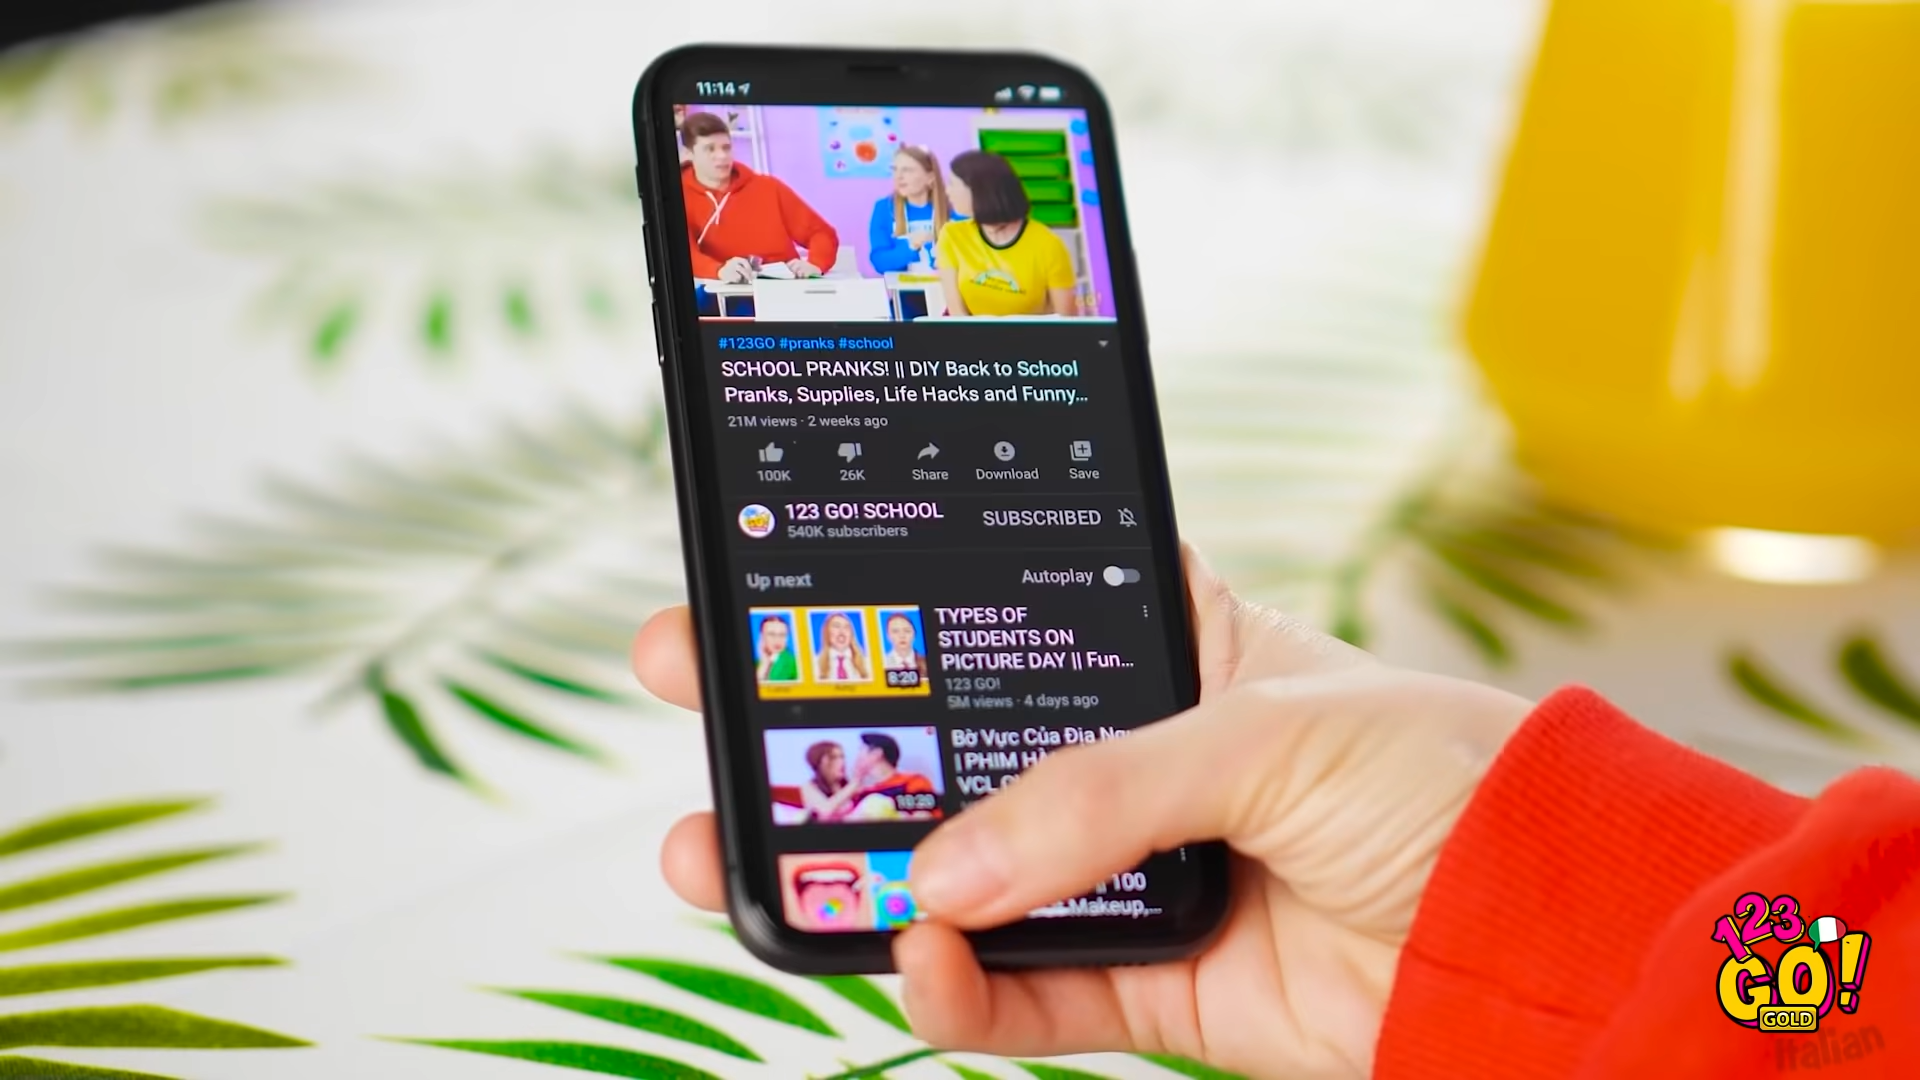 11:14
#123GO #pranks #school
SCHOOL PRANKS! || DIY Back to School
Pranks, Supplies, Life Hacks and Funny...
21M views · 2 weeks ago
100K
26K
Share
Download
Save
123 GO! SCHOOL
540K subscribers
SUBSCRIBED
Up next
Autoplay
TYPES OF
STUDENTS ON
PICTURE DAY || Fun...
123 GO!
5M views · 4 days ago
8:20
Bờ Vực Của Địa
| PHIM
VCL
10:20
|| 100
Makeup,...
123
GO!
GOLD
Italian